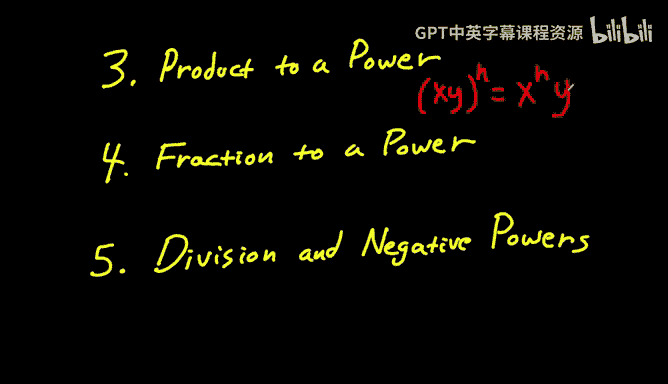 GPT中英字幕课程资源 bilibili
3. Product to a Power
(xy)ⁿ = xⁿy
4. Fraction to a Power
5. Division and Negative Powers